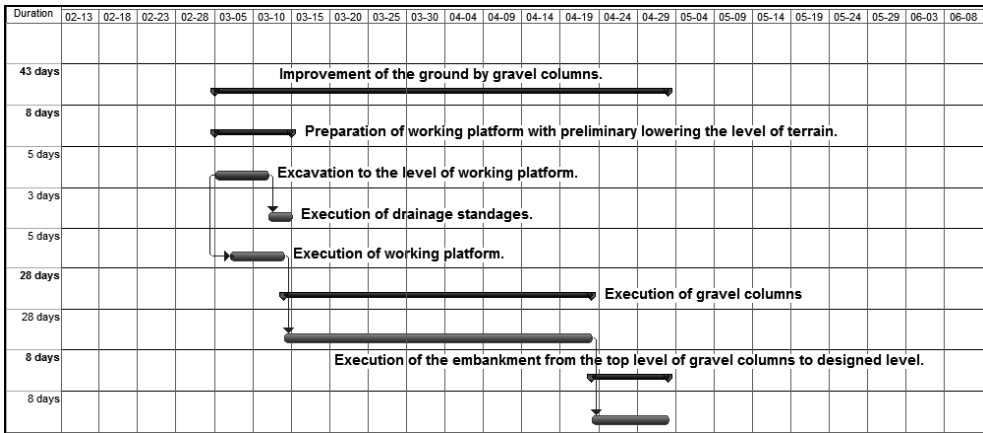 Duration 02-13 02-18 02-23 02-28 03-05 03-10 03-15 03-20 03-25 03-30 04-04 04-09 04-14 04-19 04-24 04-29 05-04 05-09 05-14 05-19 05-24 05-29 06-03 06-08
43 days Improvement of the ground by gravel columns.
8 days
Preparation of working platform with preliminary lowering the level of terrain.
5 days
Excavation to the level of working platform.
3 days
Execution of drainage standages.
5 days
Execution of working platform.
28 days
Execution of gravel columns
28 days
8 days Execution of the embankment from the top level of gravel columns to designed level.
8 days